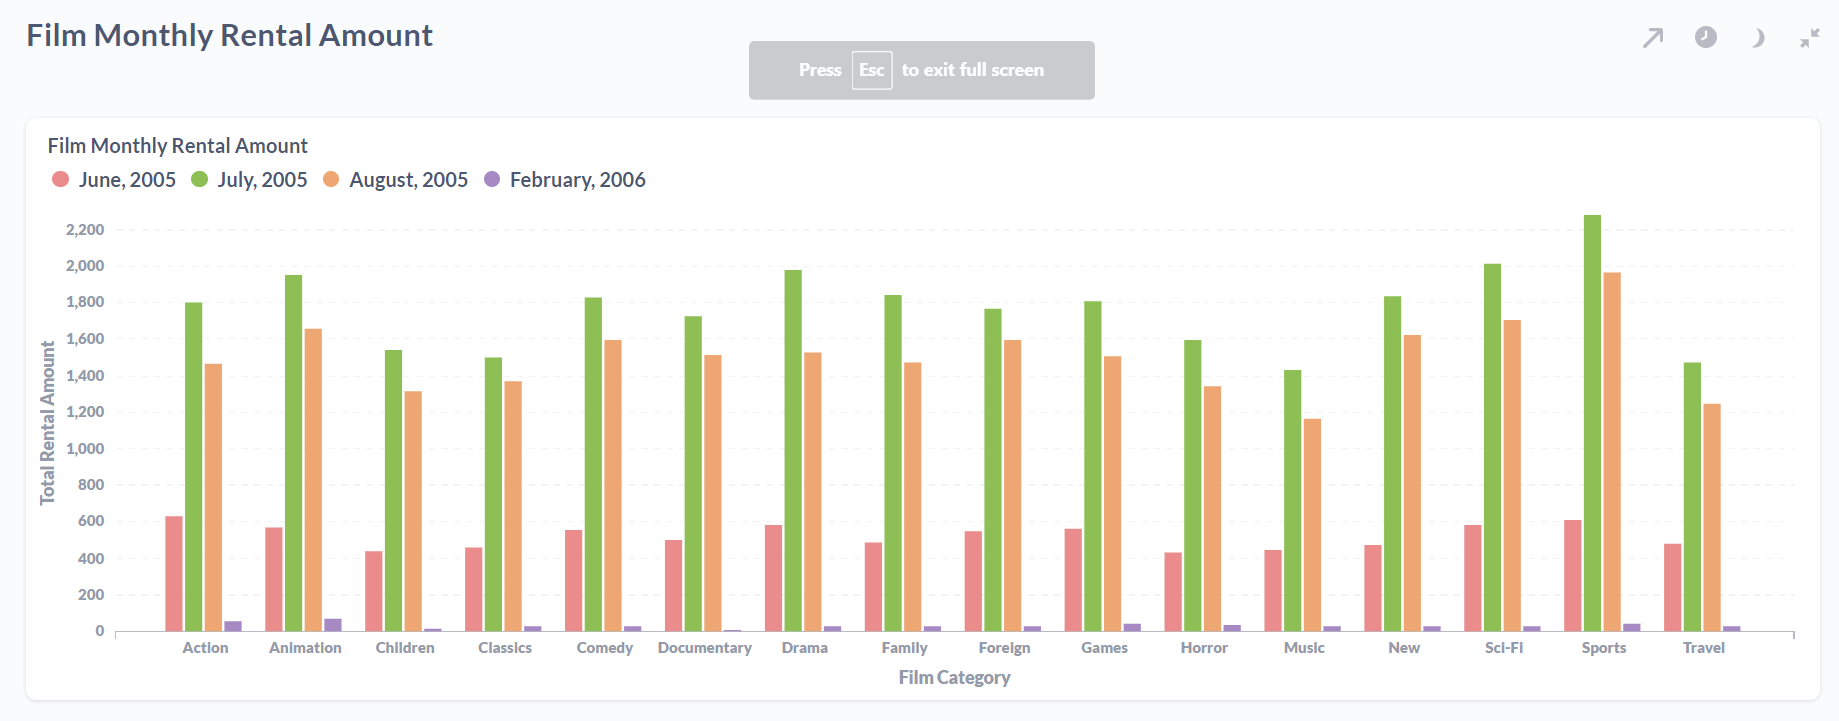 Film Monthly Rental Amount
Press Esc to exit full screen
Film Monthly Rental Amount
June, 2005 July, 2005 August, 2005 February, 2006
Total Rental Amount
2,200
2,000
1,800
1,600
1,400
1,200
1,000
800
600
400
200
0
Action Animation Children Classics Comedy Documentary Drama Family Foreign Games Horror Music New Sci-Fi Sports Travel
Film Category